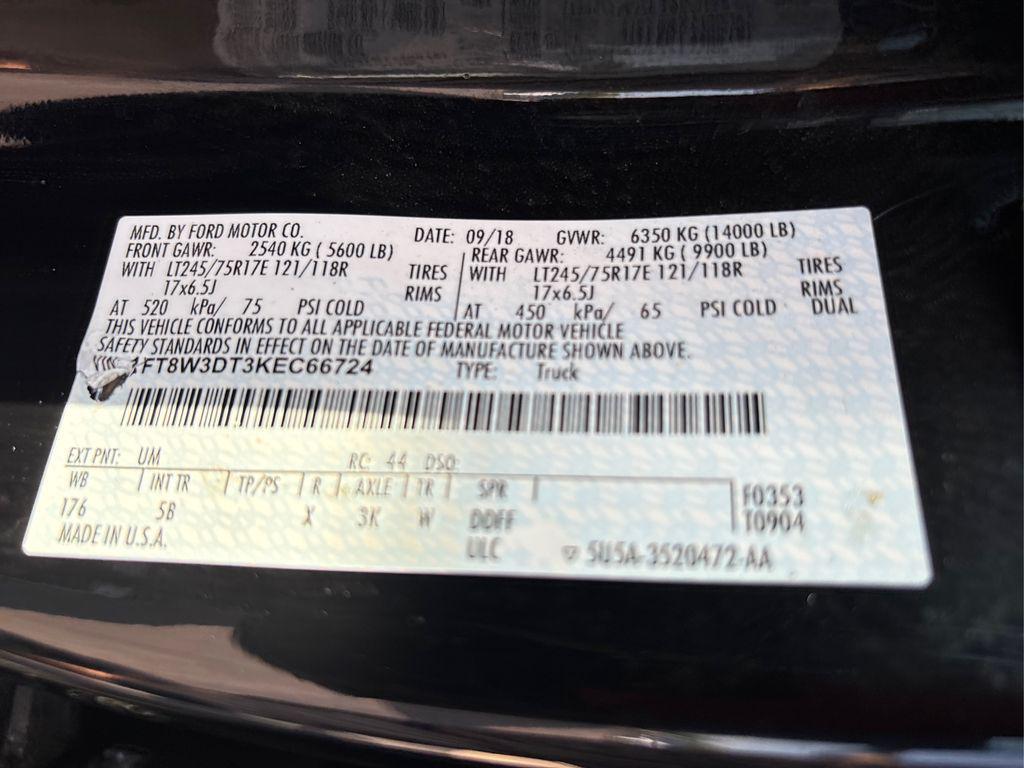 MFD. BY FORD MOTOR CO. DATE: 09/18 GVWR: 6350 KG (14000 LB)
FRONT GAWR: 2540 KG ( 5600 LB) REAR GAWR: 4491 KG ( 9900 LB)
WITH LT245/75R17E 121/118R TIRES WITH LT245/75R17E 121/118R TIRES
17x6.5J RIMS 17x6.5J RIMS
AT 520 kPa/ 75 PSI COLD AT 450 kPa/ 65 PSI COLD DUAL
THIS VEHICLE CONFORMS TO ALL APPLICABLE FEDERAL MOTOR VEHICLE
SAFETY STANDARDS IN EFFECT ON THE DATE OF MANUFACTURE SHOWN ABOVE.
VIN: 1FT8W3DT3KEC66724 TYPE: Truck
EXT PNT: UM RC: 44 DSO:
WB INT TR TP/PS R AXLE TR SPR F0353
176 5B X 3K W DDFF T0904
MADE IN U.S.A. ULC 5U5A-3520472-AA